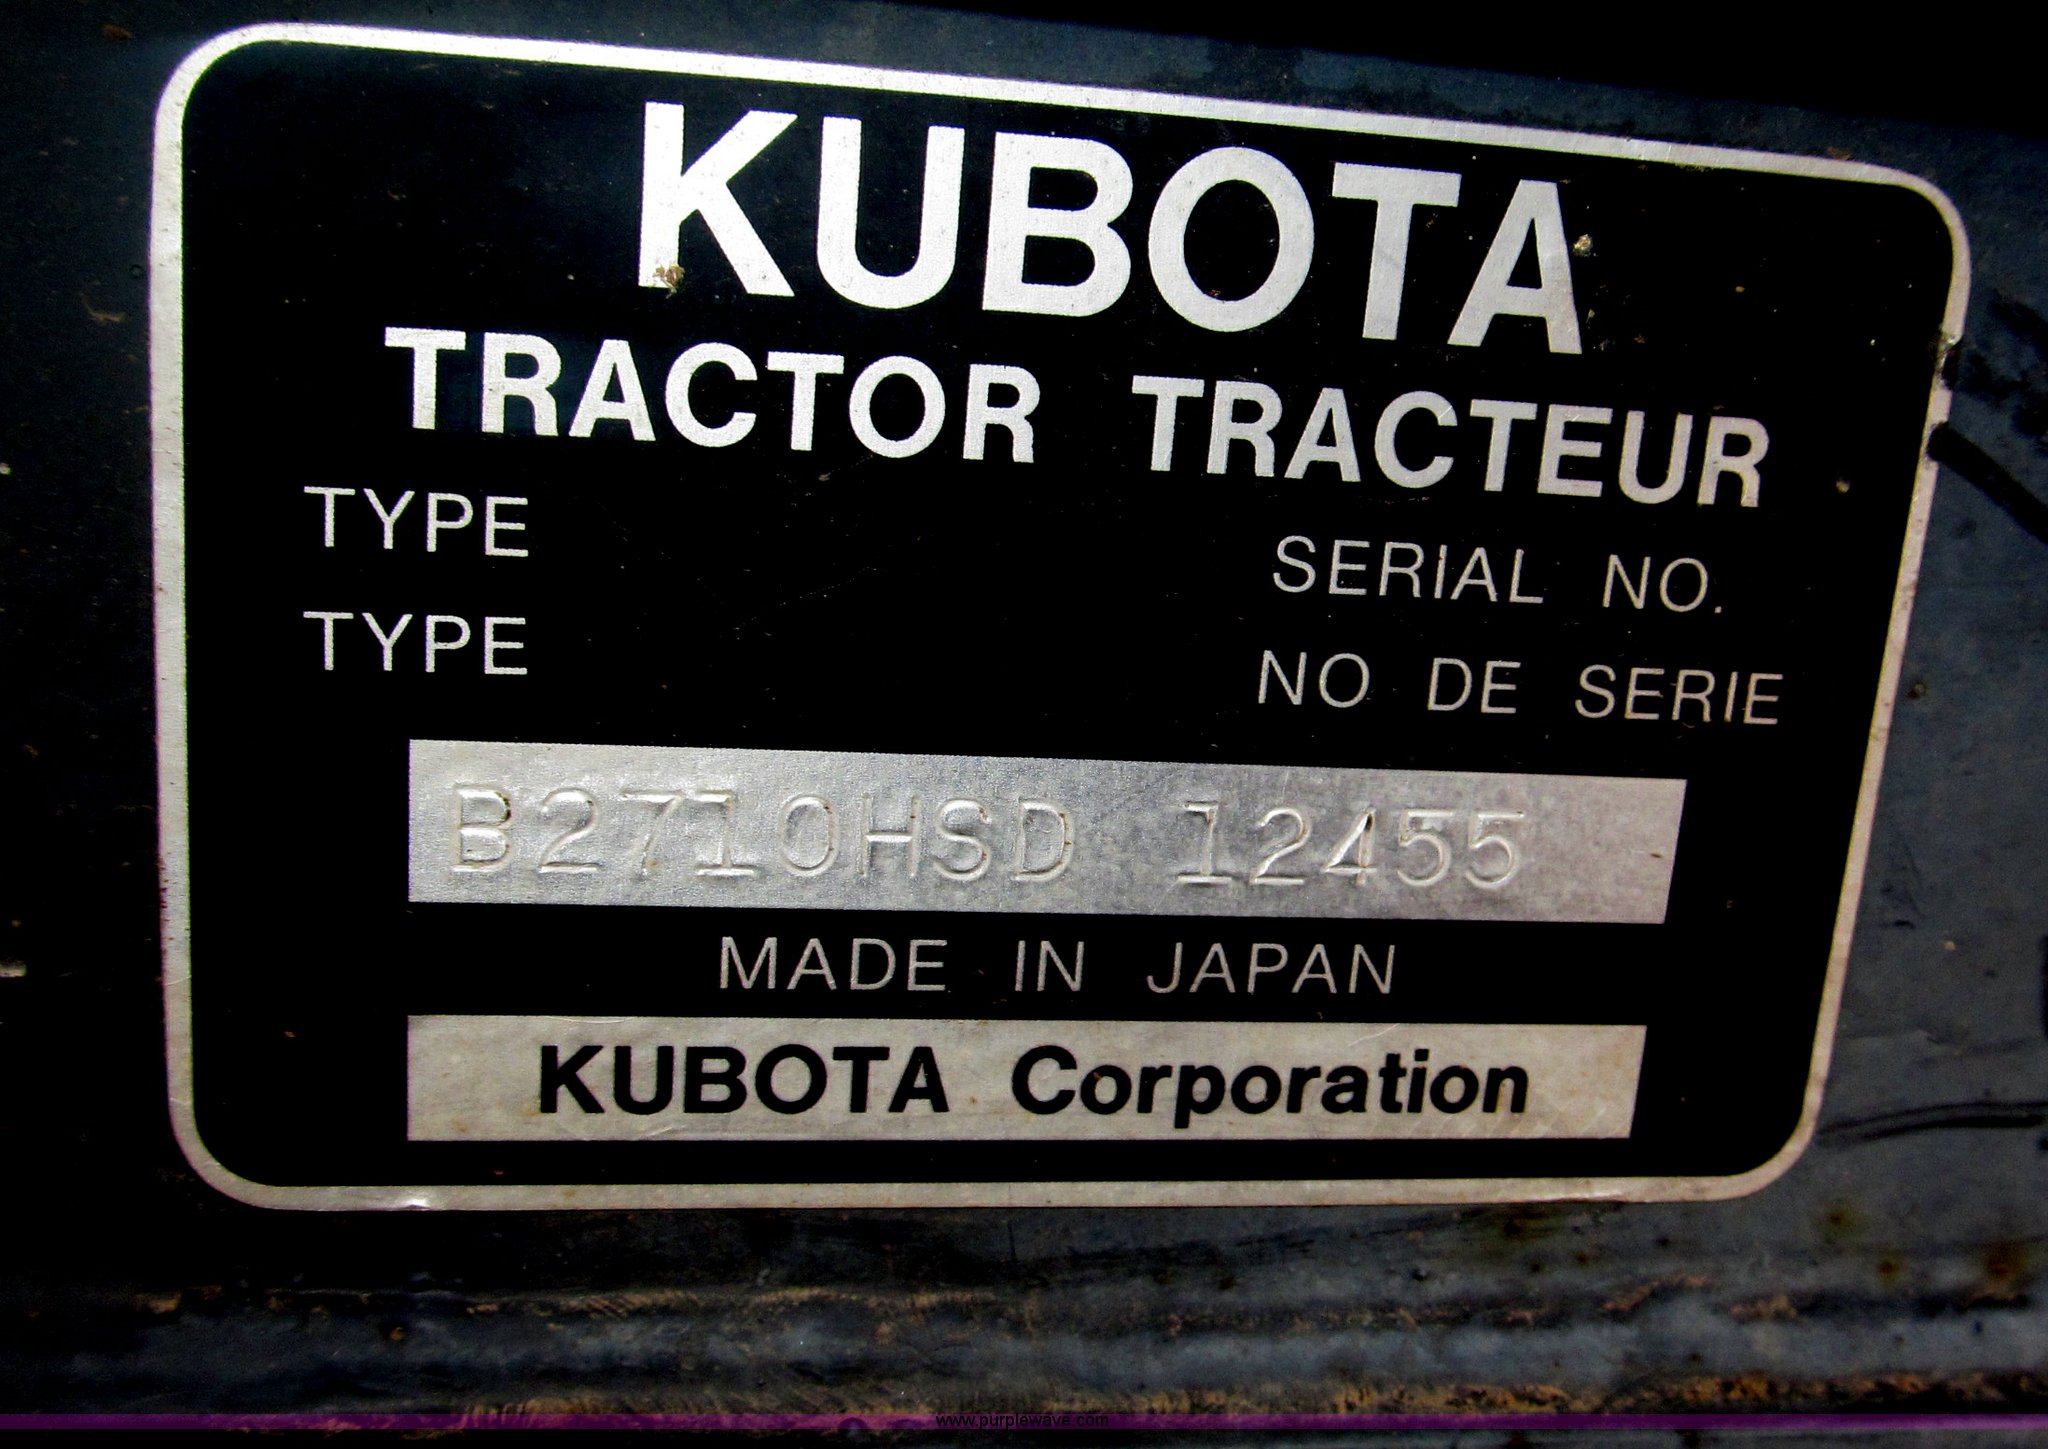 KUBOTA
TRACTOR TRACTEUR
TYPE SERIAL NO.
TYPE NO DE SERIE
B2710HSD 12455
MADE IN JAPAN
KUBOTA Corporation
www.purplewave.com